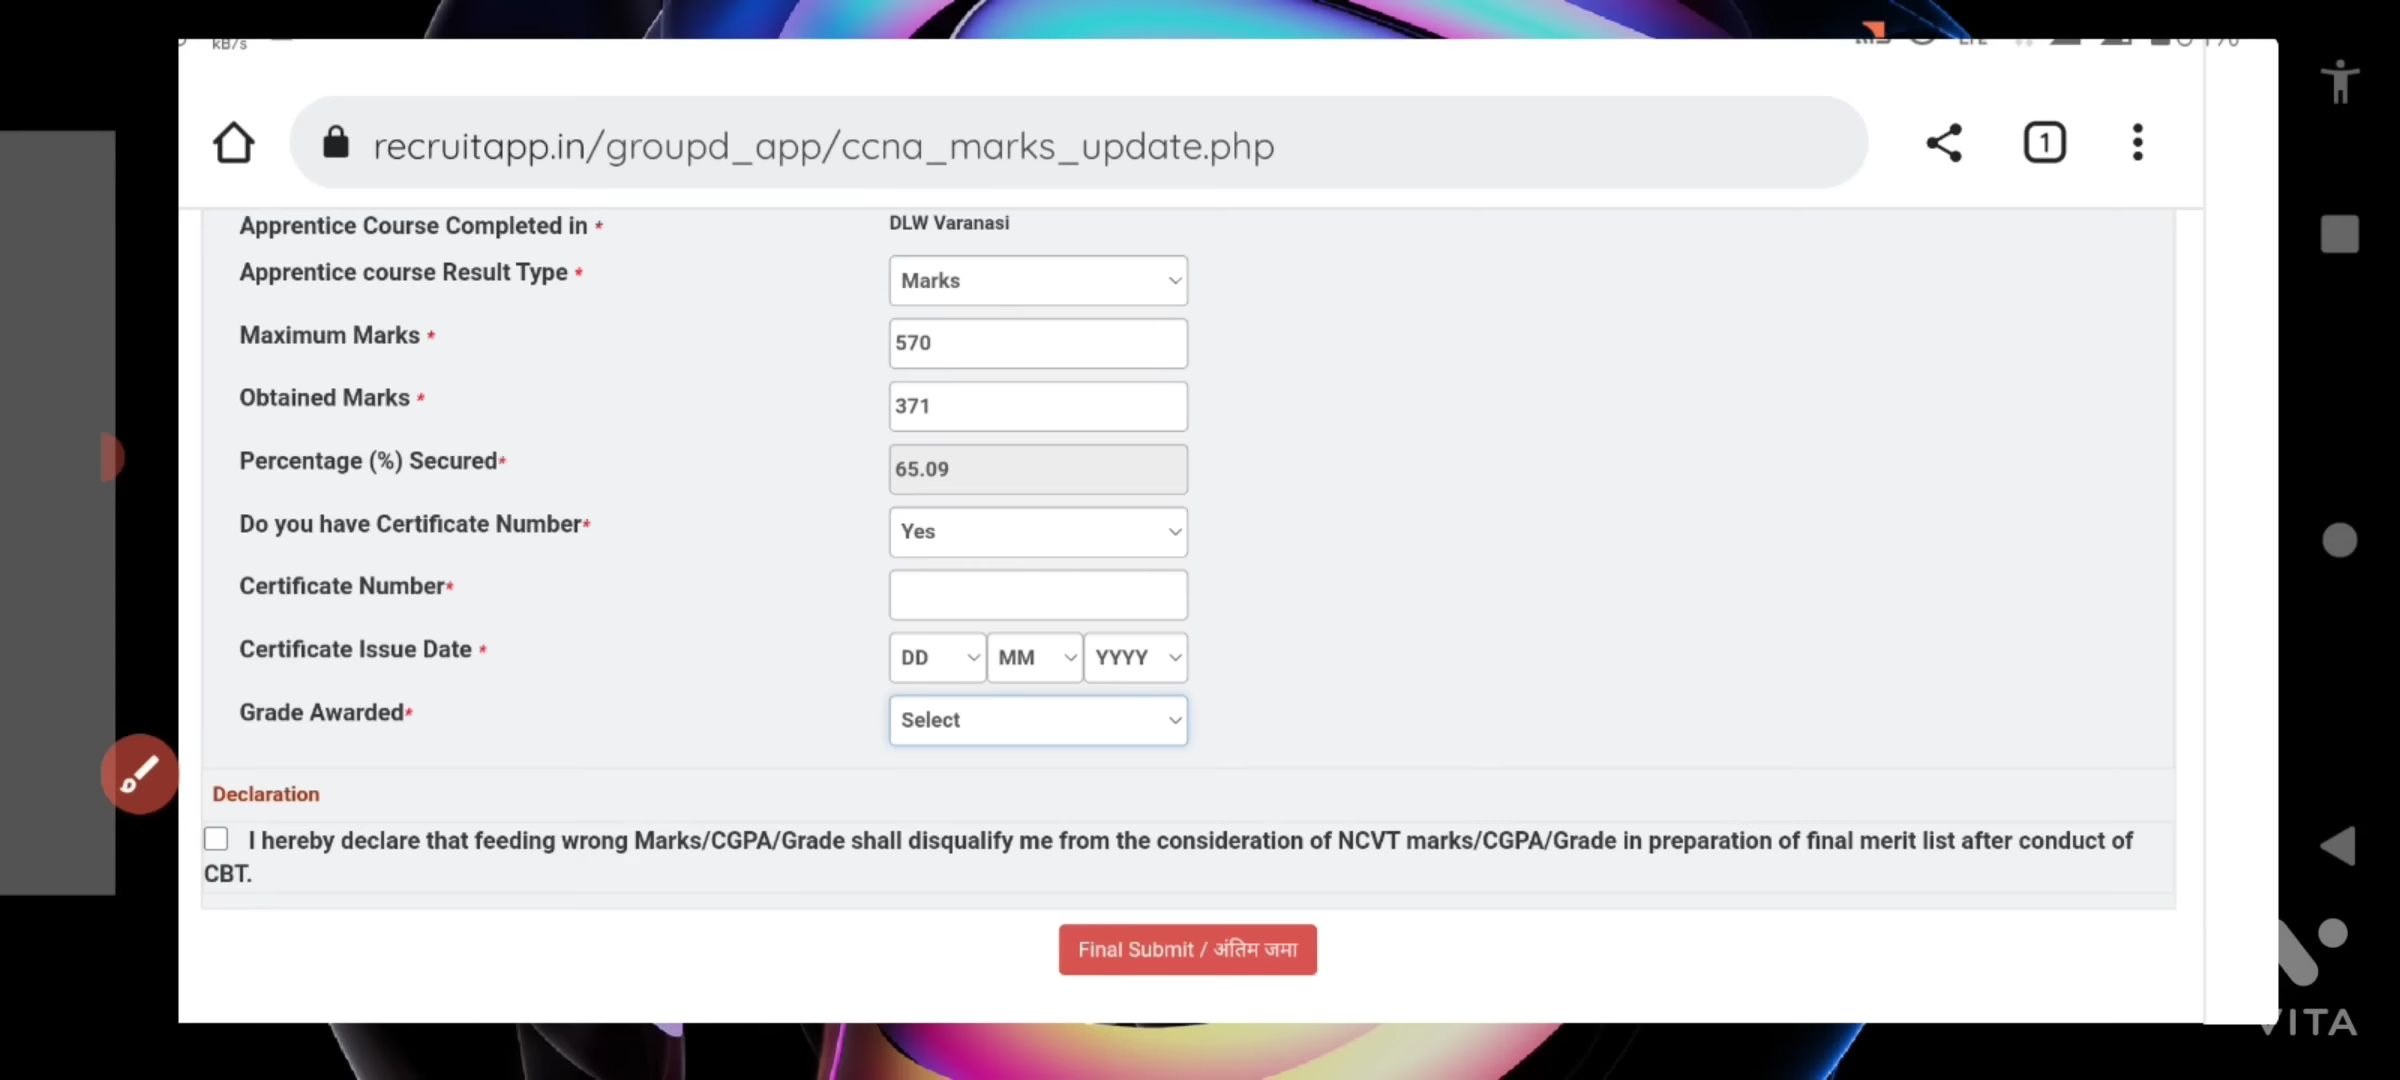 kB/s
recruitapp.in/groupd_app/ccna_marks_update.php
1
Apprentice Course Completed in *
DLW Varanasi
Apprentice course Result Type *
Marks
Maximum Marks *
570
Obtained Marks *
371
Percentage (%) Secured*
65.09
Do you have Certificate Number*
Yes
Certificate Number*
Certificate Issue Date *
DD MM YYYY
Grade Awarded*
Select
Declaration
I hereby declare that feeding wrong Marks/CGPA/Grade shall disqualify me from the consideration of NCVT marks/CGPA/Grade in preparation of final merit list after conduct of
CBT.
Final Submit / अंतिम जमा
VITA